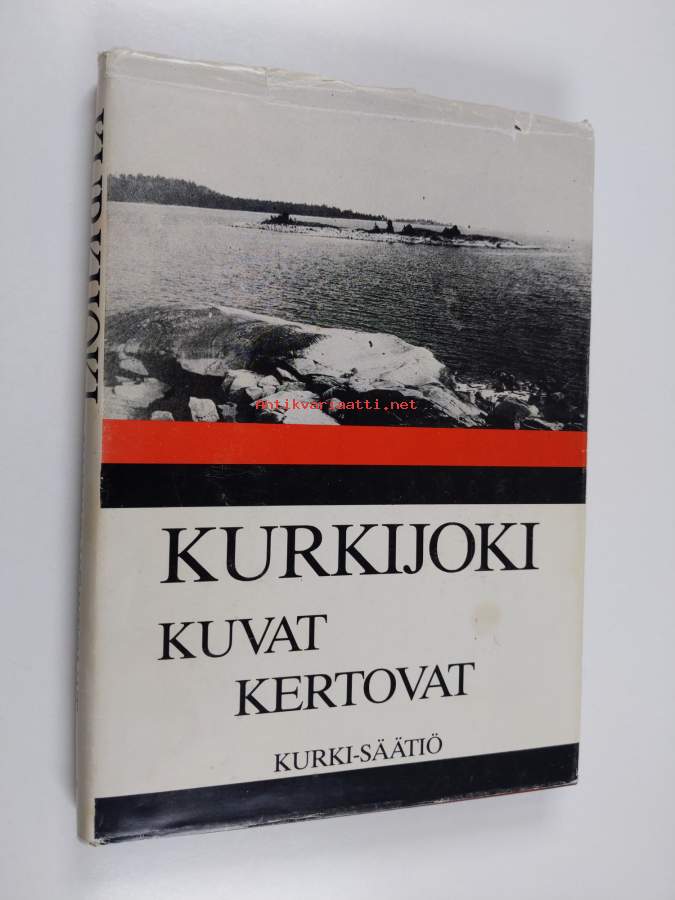 KURKIJOKI
Antikvariaatti.net
KURKIJOKI
KUVAT
KERTOVAT
KURKI-SÄÄTIÖ